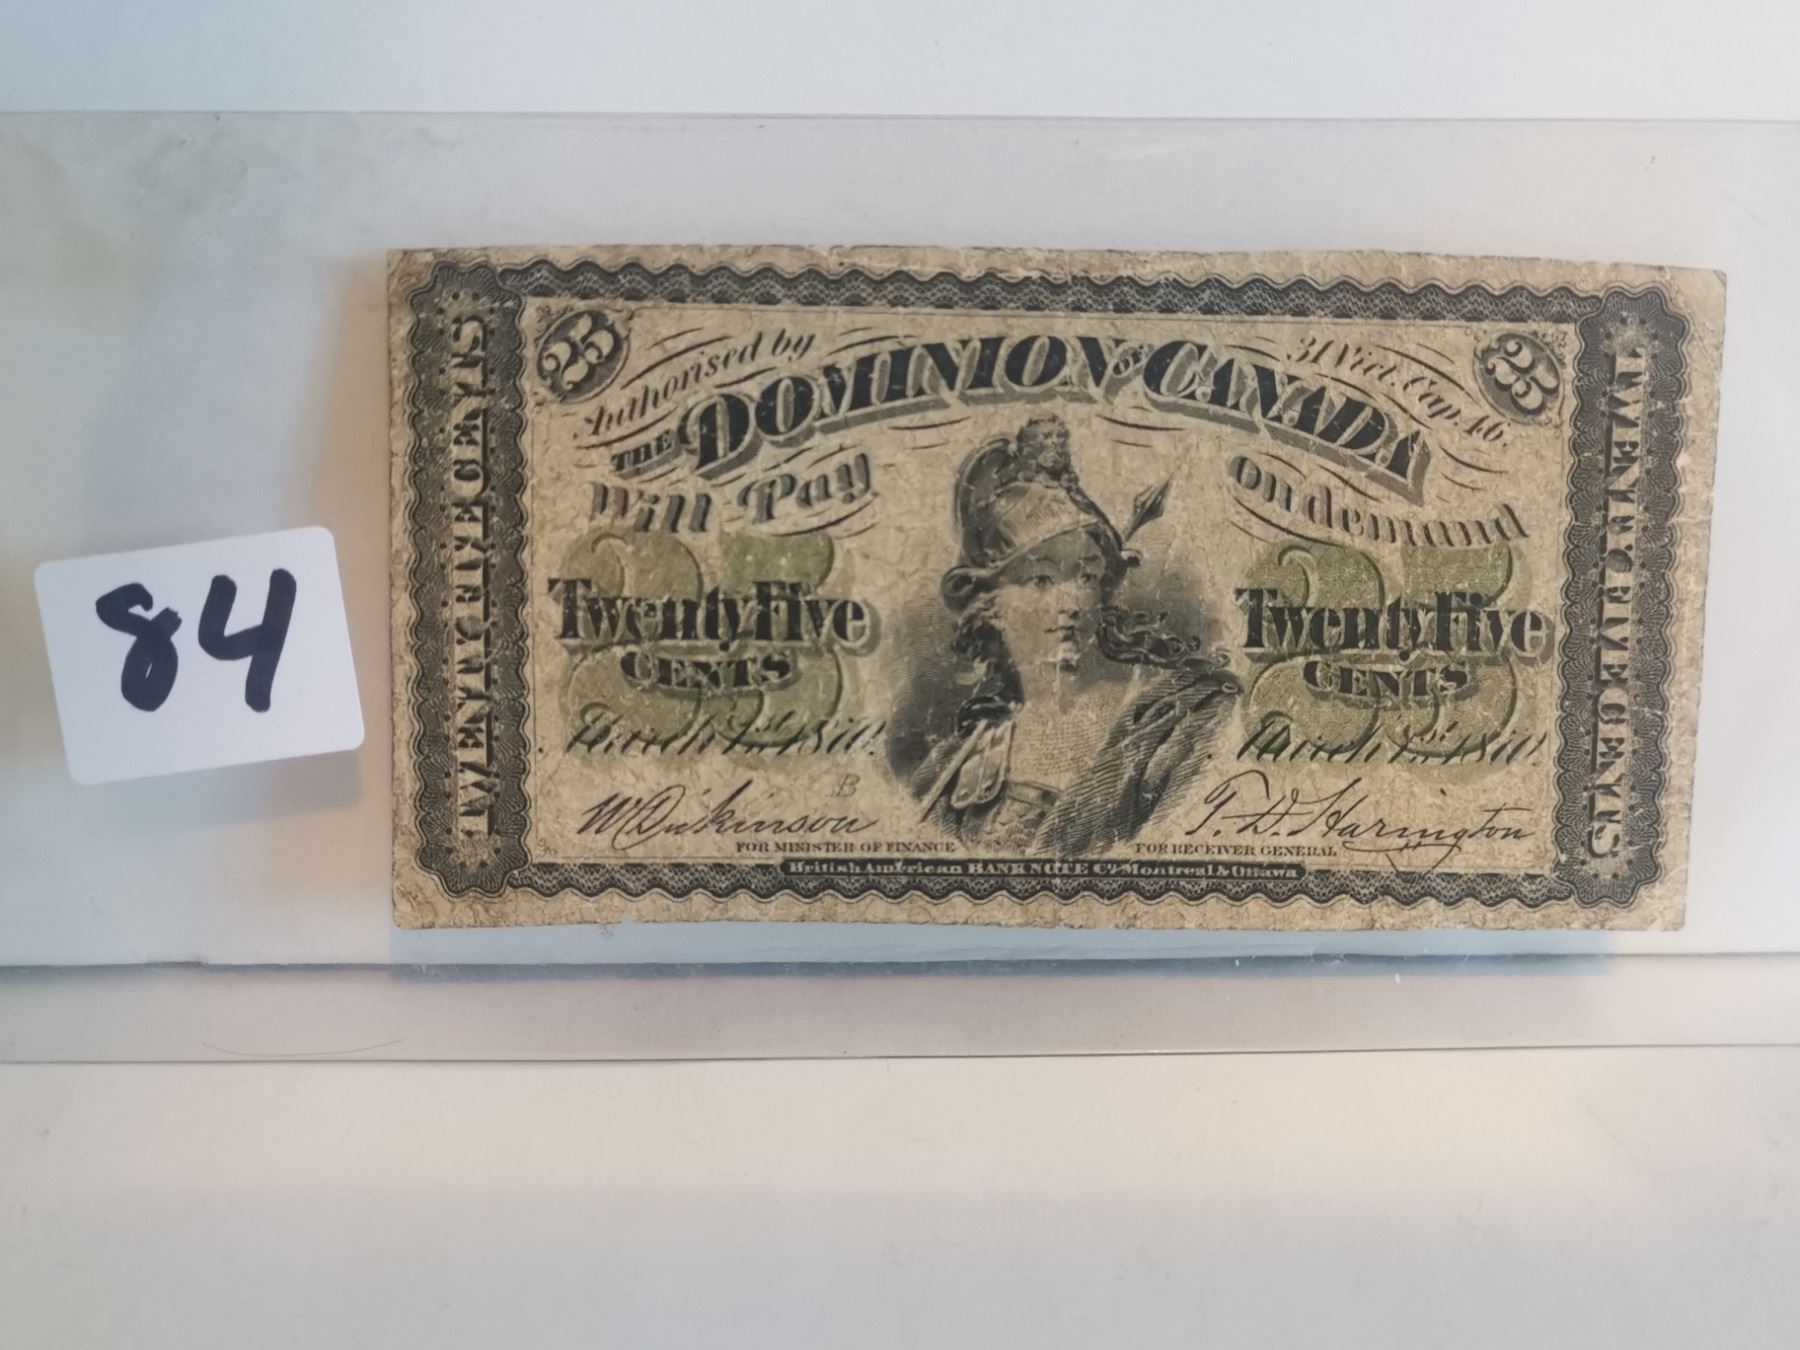 84
TWENTY FIVE CENTS
25
Authorised by
31 Vict. Cap. 46.
25
THE DOMINION OF CANADA
Will Pay
on demand
Twenty Five
CENTS
Twenty Five
CENTS
March 1st 1870.
March 1st 1870.
B
W Dickinson
T. D. Harington
FOR MINISTER OF FINANCE
FOR RECEIVER GENERAL
British American BANK NOTE Co. Montreal & Ottawa
TWENTY FIVE CENTS